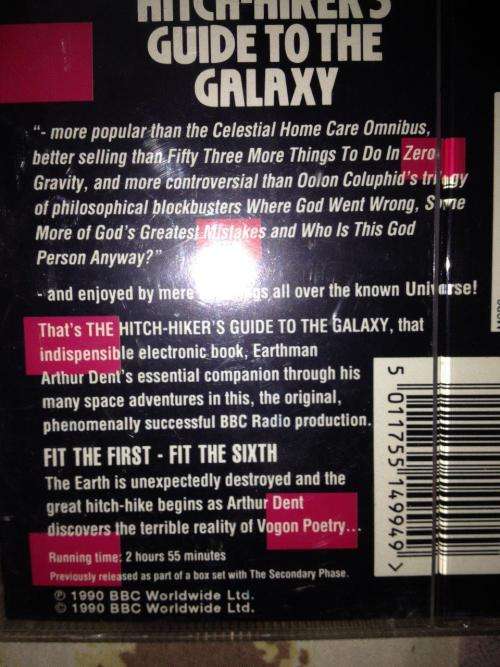 HITCH-HIKER'S
GUIDE TO THE
GALAXY
"- more popular than the Celestial Home Care Omnibus,
better selling than Fifty Three More Things To Do In Zero
Gravity, and more controversial than Oolon Coluphid's trilogy
of philosophical blockbusters Where God Went Wrong, Some
More of God's Greatest Mistakes and Who Is This God
Person Anyway?"
- and enjoyed by mere all over the known Universe!
That's THE HITCH-HIKER'S GUIDE TO THE GALAXY, that
indispensible electronic book, Earthman
Arthur Dent's essential companion through his
many space adventures in this, the original,
phenomenally successful BBC Radio production.
FIT THE FIRST - FIT THE SIXTH
The Earth is unexpectedly destroyed and the
great hitch-hike begins as Arthur Dent
discovers the terrible reality of Vogon Poetry...
Running time: 2 hours 55 minutes
Previously released as part of a box set with The Secondary Phase.
℗ 1990 BBC Worldwide Ltd.
© 1990 BBC Worldwide Ltd.
5 011755 149949 >